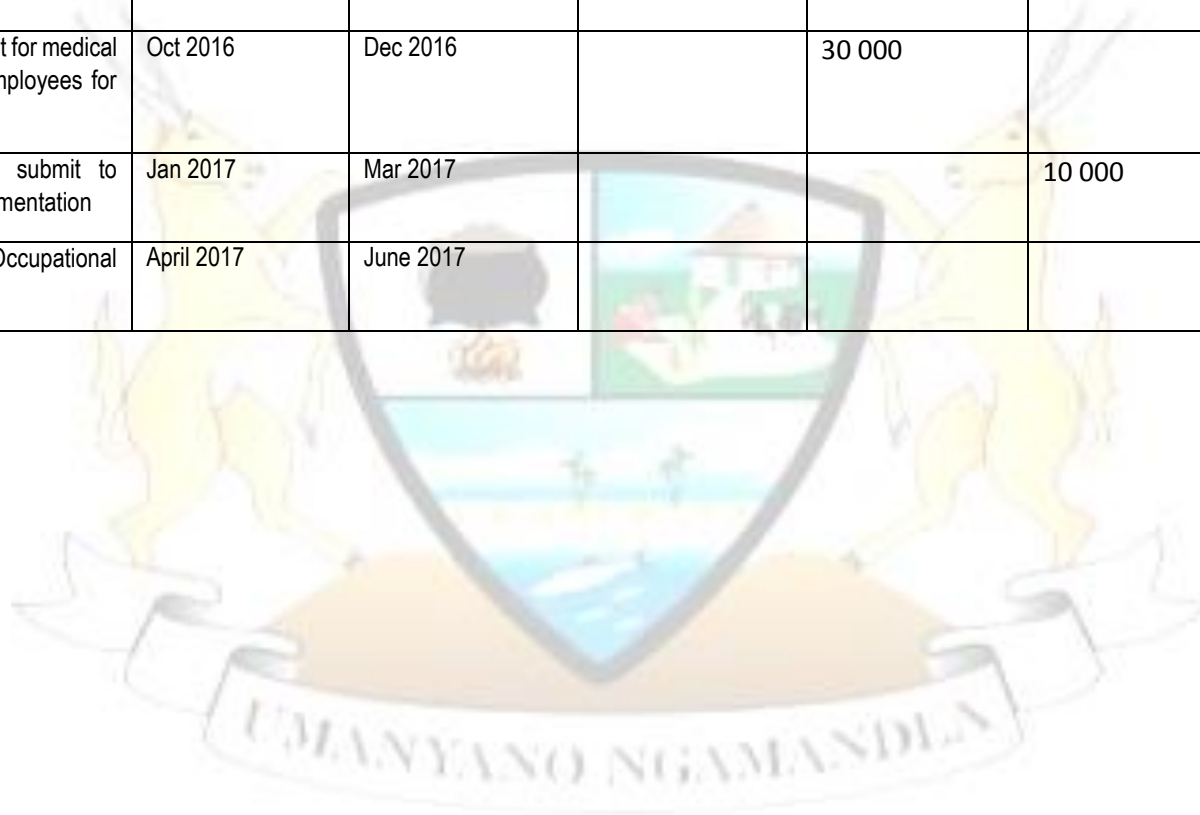 t for medical Oct 2016 Dec 2016 30 000
mployees for
submit to Jan 2017 Mar 2017 10 000
mentation
Occupational April 2017 June 2017
UMANYANO NGAMANDLA